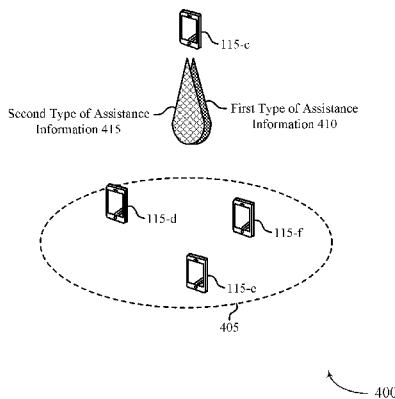 115-c
Second Type of Assistance
Information 415
First Type of Assistance
Information 410
115-d
115-f
115-e
405
400